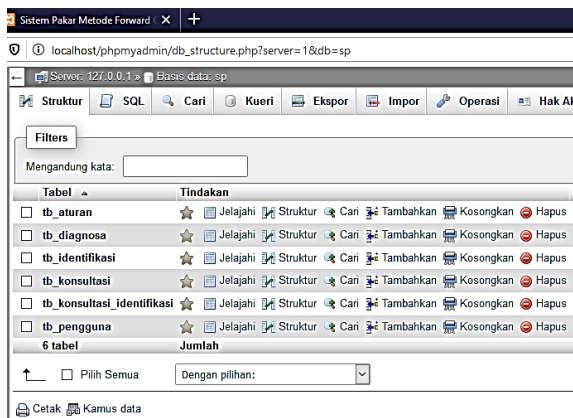 Sistem Pakar Metode Forward
localhost/phpmyadmin/db_structure.php?server=1&db=sp
Server: 127.0.0.1 » Basis data: sp
Struktur SQL Cari Kueri Ekspor Impor Operasi Hak Ak
Filters
Mengandung kata:
Tabel Tindakan
tb_aturan Jelajahi Struktur Cari Tambahkan Kosongkan Hapus
tb_diagnosa Jelajahi Struktur Cari Tambahkan Kosongkan Hapus
tb_identifikasi Jelajahi Struktur Cari Tambahkan Kosongkan Hapus
tb_konsultasi Jelajahi Struktur Cari Tambahkan Kosongkan Hapus
tb_konsultasi_identifikasi Jelajahi Struktur Cari Tambahkan Kosongkan Hapus
tb_pengguna Jelajahi Struktur Cari Tambahkan Kosongkan Hapus
6 tabel Jumlah
Pilih Semua Dengan pilihan:
Cetak Kamus data